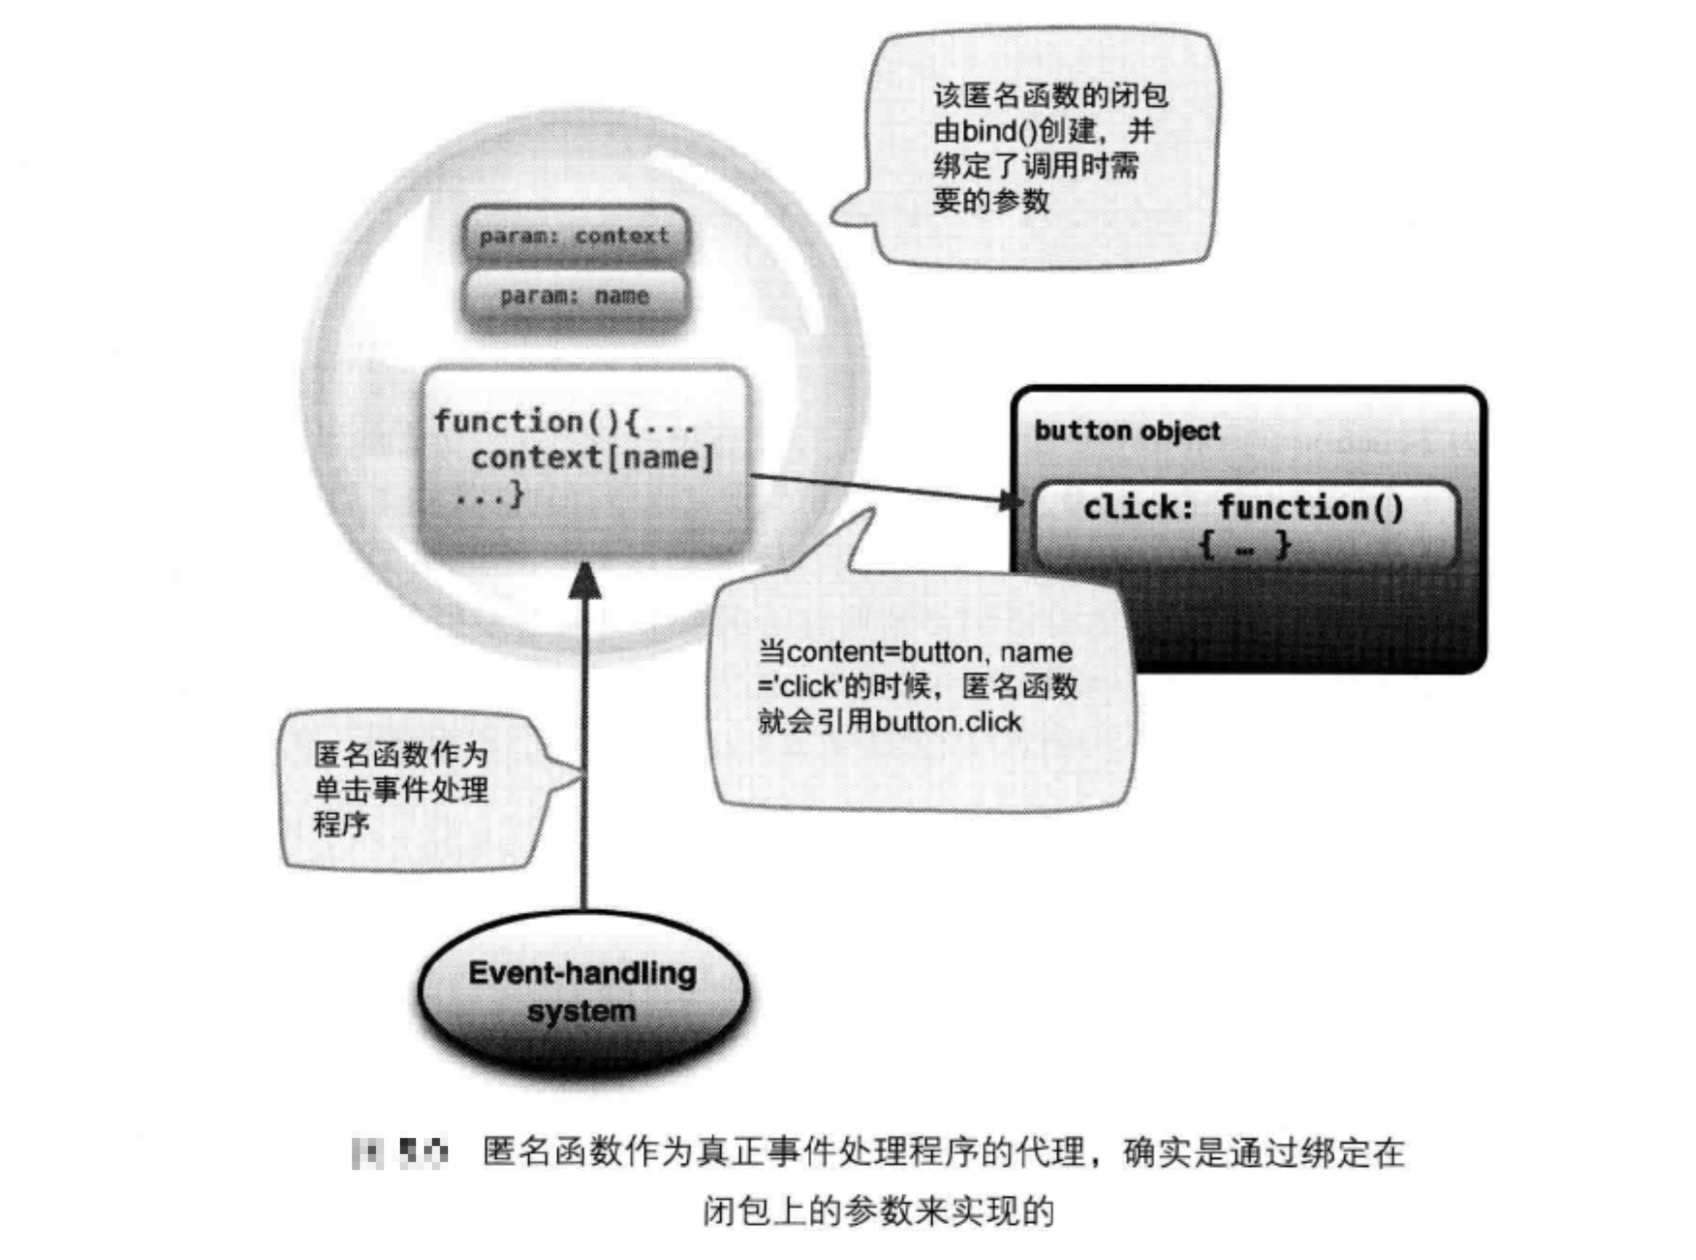 该匿名函数的闭包
由bind()创建，并
绑定了调用时需
要的参数
param: context
param: name
function(){...
context[name]
...}
button object
click: function()
{ … }
当content=button, name
='click'的时候，匿名函数
就会引用button.click
匿名函数作为
单击事件处理
程序
Event-handling
system
匿名函数作为真正事件处理程序的代理，确实是通过绑定在
闭包上的参数来实现的